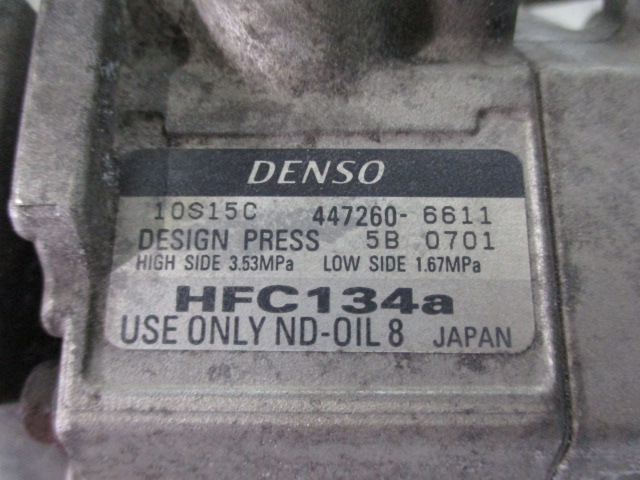 DENSO
10S15C 447260-6611
DESIGN PRESS 5B 0701
HIGH SIDE 3.53MPa LOW SIDE 1.67MPa
HFC134a
USE ONLY ND-OIL 8 JAPAN